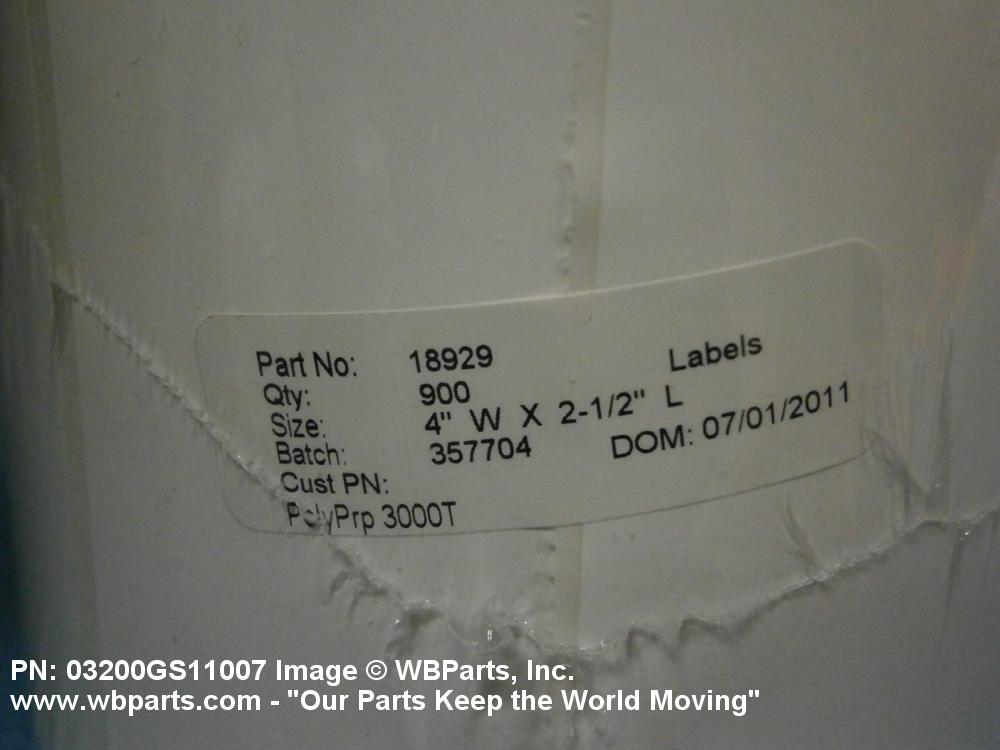 Part No: 18929 Labels
Qty: 900
Size: 4" W X 2-1/2" L
Batch: 357704 DOM: 07/01/2011
Cust PN:
PolyPrp 3000T
PN: 03200GS11007 Image © WBParts, Inc.
www.wbparts.com - "Our Parts Keep the World Moving"